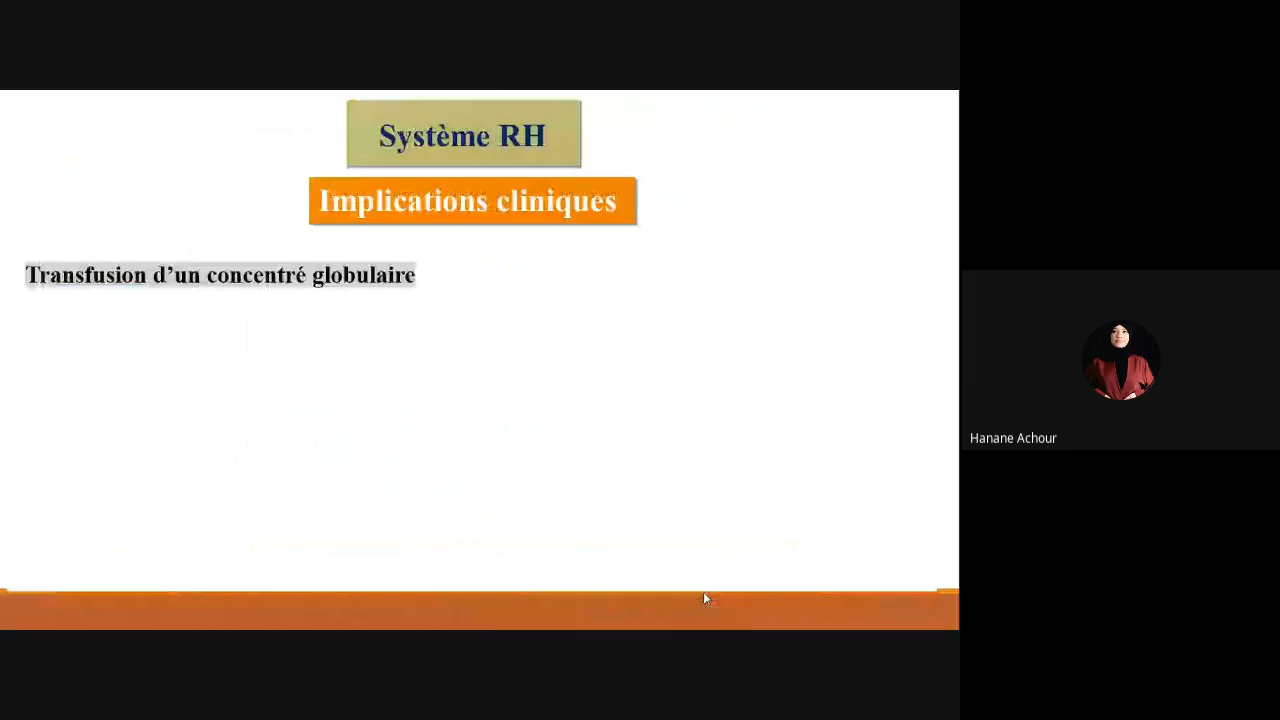 Système RH
Implications cliniques
Transfusion d’un concentré globulaire
Hanane Achour